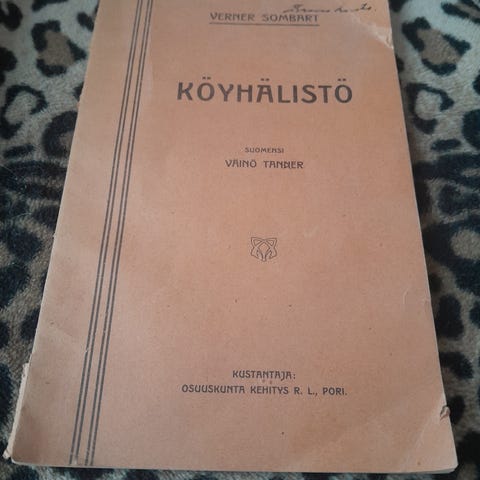 VERNER SOMBART
KÖYHÄLISTÖ
SUOMENSI
VÄINÖ TANNER
KUSTANTAJA:
OSUUSKUNTA KEHITYS R. L., PORI.